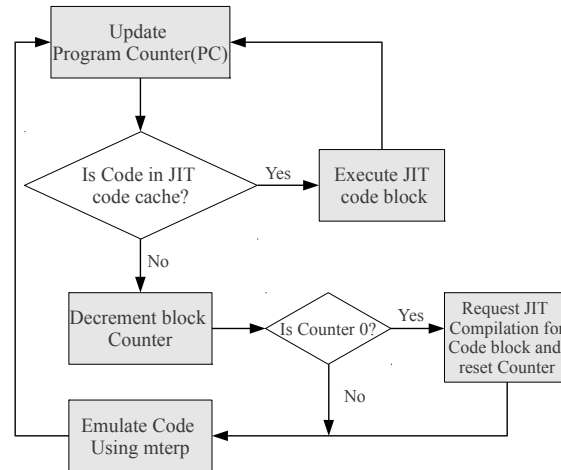 Update
Program Counter(PC)
Is Code in JIT
code cache?
Yes
Execute JIT
code block
No
Decrement block
Counter
Is Counter 0?
Yes
Request JIT
Compilation for
Code block and
reset Counter
No
Emulate Code
Using mterp